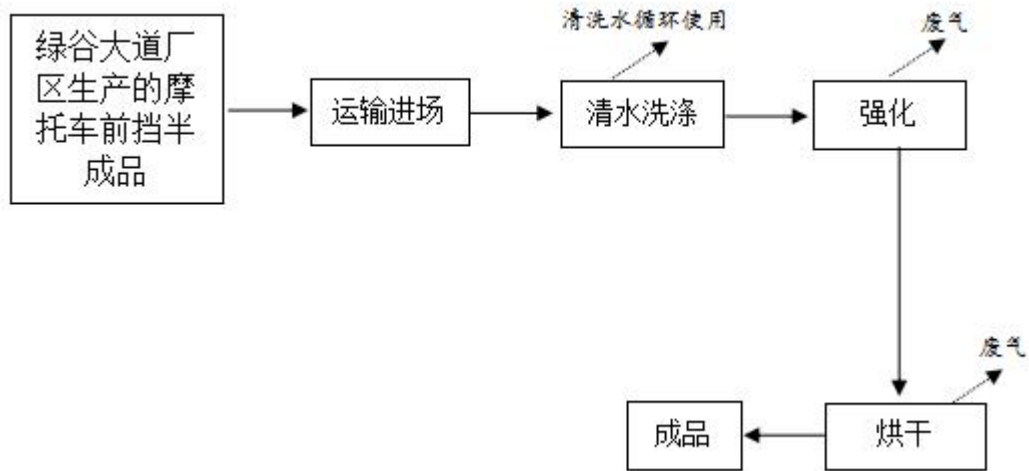 清洗水循环使用
废气
绿谷大道厂
区生产的摩
托车前挡半
成品
运输进场
清水洗涤
强化
废气
成品
烘干